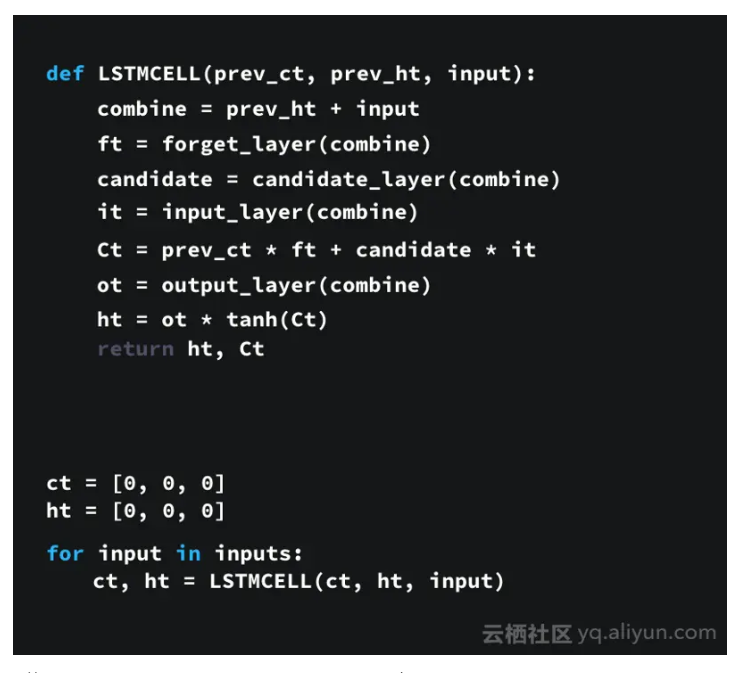 def LSTMCELL(prev_ct, prev_ht, input):
combine = prev_ht + input
ft = forget_layer(combine)
candidate = candidate_layer(combine)
it = input_layer(combine)
Ct = prev_ct * ft + candidate * it
ot = output_layer(combine)
ht = ot * tanh(Ct)
return ht, Ct
ct = [0, 0, 0]
ht = [0, 0, 0]
for input in inputs:
ct, ht = LSTMCELL(ct, ht, input)
云栖社区 yq.aliyun.com